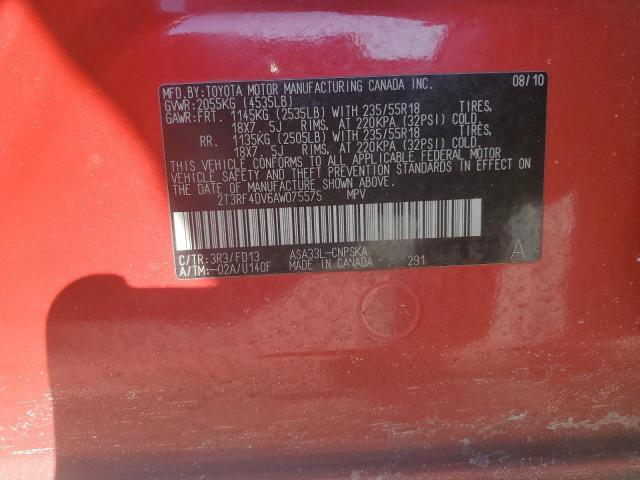 MFD. BY: TOYOTA MOTOR MANUFACTURING CANADA INC. 08/10
GVWR: 2055KG (4535LB)
GAWR: FRT. 1145KG (2535LB) WITH 235/55R18 TIRES,
18X7.5J RIMS, AT 220KPA (32PSI) COLD.
RR. 1135KG (2505LB) WITH 235/55R18 TIRES,
18X7.5J RIMS, AT 220KPA (32PSI) COLD.
THIS VEHICLE CONFORMS TO ALL APPLICABLE FEDERAL MOTOR
VEHICLE SAFETY AND THEFT PREVENTION STANDARDS IN EFFECT ON
THE DATE OF MANUFACTURE SHOWN ABOVE.
2T3RF4DV6AW075575 MPV
C/TR: 3R3/FD13 ASA33L-CNPSKA
A/TM: -02A/U140F MADE IN CANADA 291 A